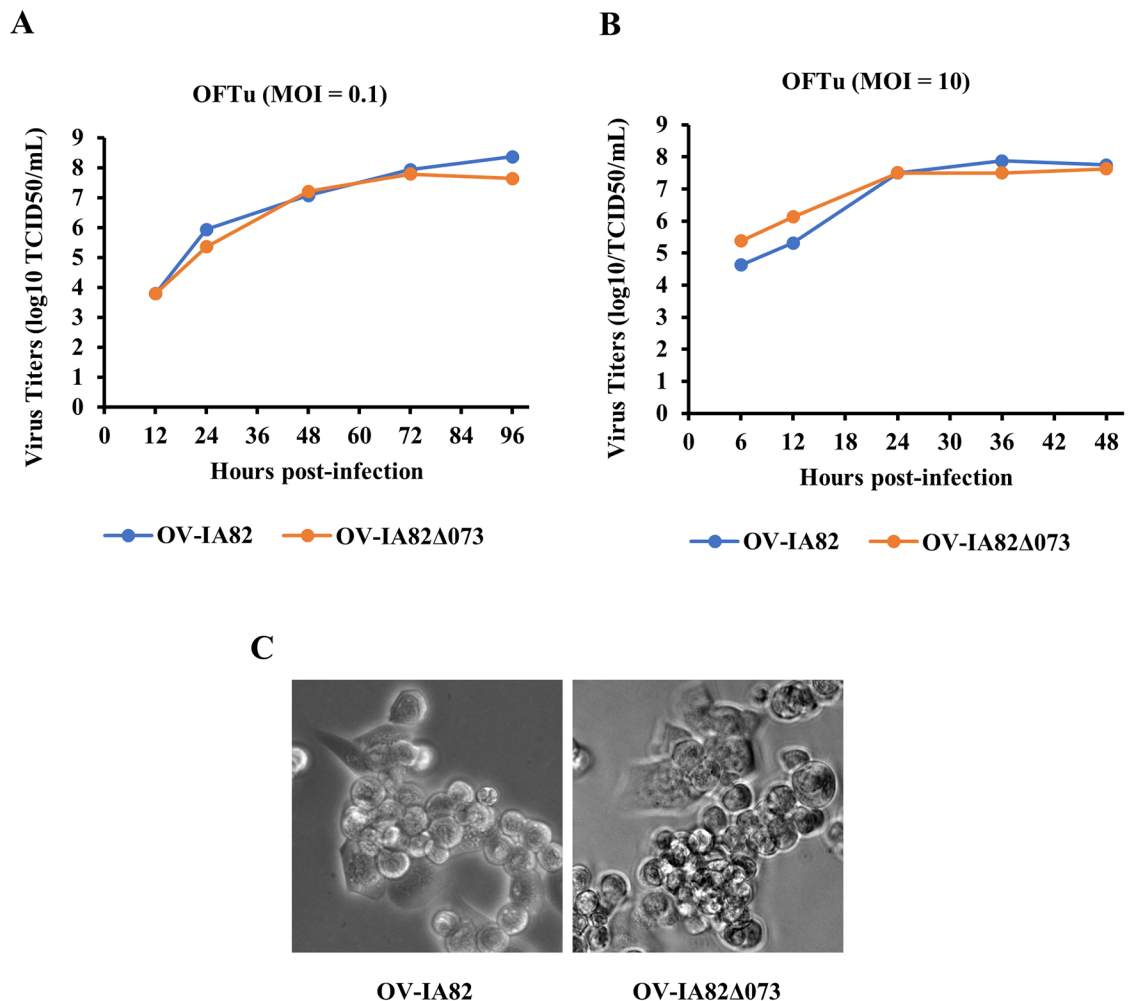 A
OFTu (MOI = 0.1)
Virus Titers (log10 TCID50/mL)
9
8
7
6
5
4
3
2
1
0
0 12 24 36 48 60 72 84 96
Hours post-infection
OV-IA82 OV-IA82Δ073
B
OFTu (MOI = 10)
Virus Titers (log10/TCID50/mL)
9
8
7
6
5
4
3
2
1
0
0 6 12 18 24 30 36 42 48
Hours post-infection
OV-IA82 OV-IA82Δ073
C
OV-IA82 OV-IA82Δ073